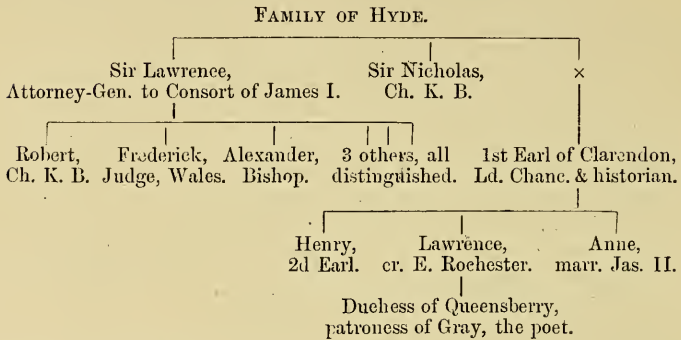 FAMILY OF HYDE.
Sir Lawrence, Sir Nicholas, ×
Attorney-Gen. to Consort of James I. Ch. K. B.
Robert, Frederick, Alexander, 3 others, all 1st Earl of Clarendon,
Ch. K. B. Judge, Wales. Bishop. distinguished. Ld. Chanc. & historian.
Henry, Lawrence, Anne,
2d Earl. cr. E. Rochester. marr. Jas. II.
Duchess of Queensberry,
patroness of Gray, the poet.